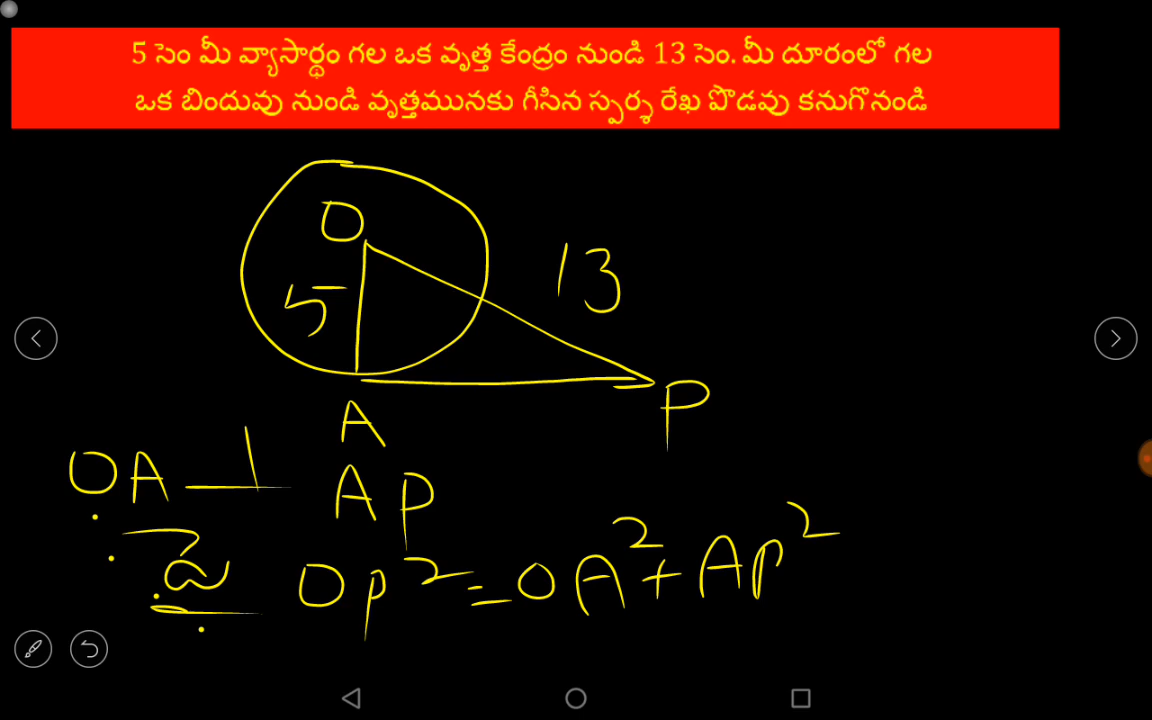 5 సెం మీ వ్యాసార్థం గల ఒక వృత్త కేంద్రం నుండి 13 సెం. మీ దూరంలో గల
ఒక బిందువు నుండి వృత్తమునకు గీసిన స్పర్శ రేఖ పొడవు కనుగొనండి
O
5
13
A
P
OA ⊥ AP
OP² = OA² + AP²